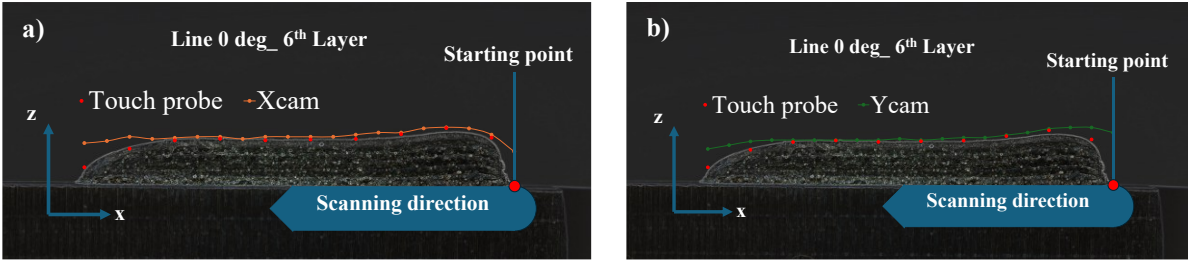 a)
Line 0 deg_ 6th Layer
Starting point
Touch probe
Xcam
z
x
Scanning direction
b)
Line 0 deg_ 6th Layer
Starting point
Touch probe
Ycam
z
x
Scanning direction